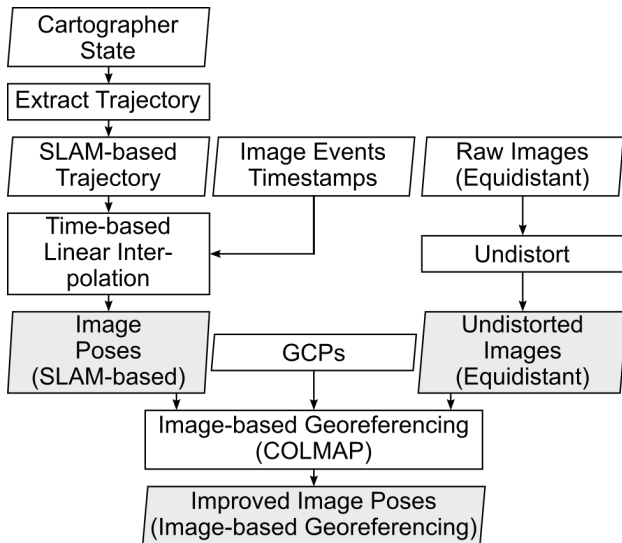 Cartographer
State
Extract Trajectory
SLAM-based
Trajectory
Image Events
Timestamps
Raw Images
(Equidistant)
Time-based
Linear Inter-
polation
Undistort
Image
Poses
(SLAM-based)
GCPs
Undistorted
Images
(Equidistant)
Image-based Georeferencing
(COLMAP)
Improved Image Poses
(Image-based Georeferencing)